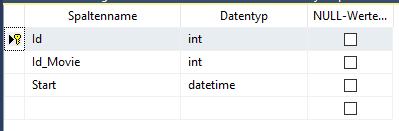 Spaltenname Datentyp NULL-Werte...
Id int
Id_Movie int
Start datetime